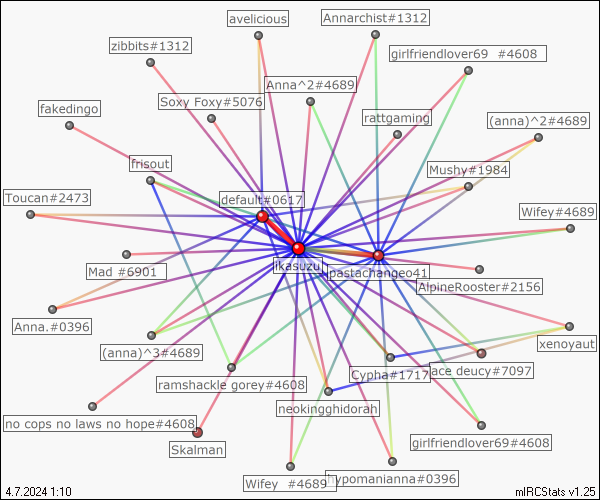 avelicious
Annarchist#1312
zibbits#1312
girlfriendlover69 #4608
Anna^2#4689
Soxy Foxy#5076
fakedingo
rattgaming
(anna)^2#4689
frisout
Mushy#1984
Toucan#2473
default#0617
Wifey#4689
ikasuzu
pastachangeo41
Mad #6901
AlpineRooster#2156
Anna.#0396
xenoyaut
(anna)^3#4689
ramshackle gorey#4608
Cypha#1717
ace deucy#7097
neokingghidorah
no cops no laws no hope#4608
Skalman
girlfriendlover69#4608
Wifey #4689
hypomanianna#0396
4.7.2024 1:10
mIRCStats v1.25